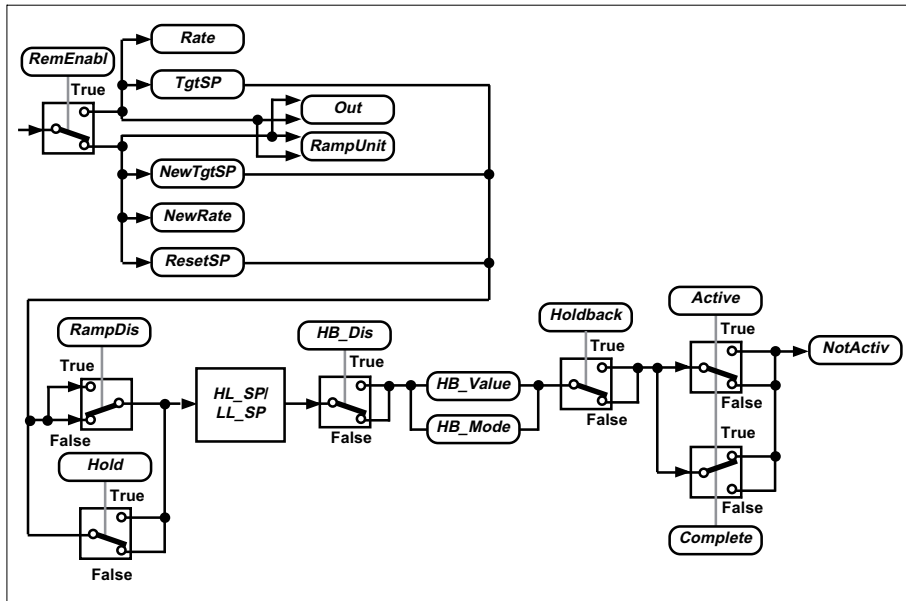 Rate
RemEnabl
True
TgtSP
Out
RampUnit
NewTgtSP
NewRate
ResetSP
False
RampDis
True
False
Hold
True
False
HL_SP/
LL_SP
HB_Dis
True
False
HB_Value
HB_Mode
Holdback
True
False
Active
True
False
NotActiv
True
False
Complete